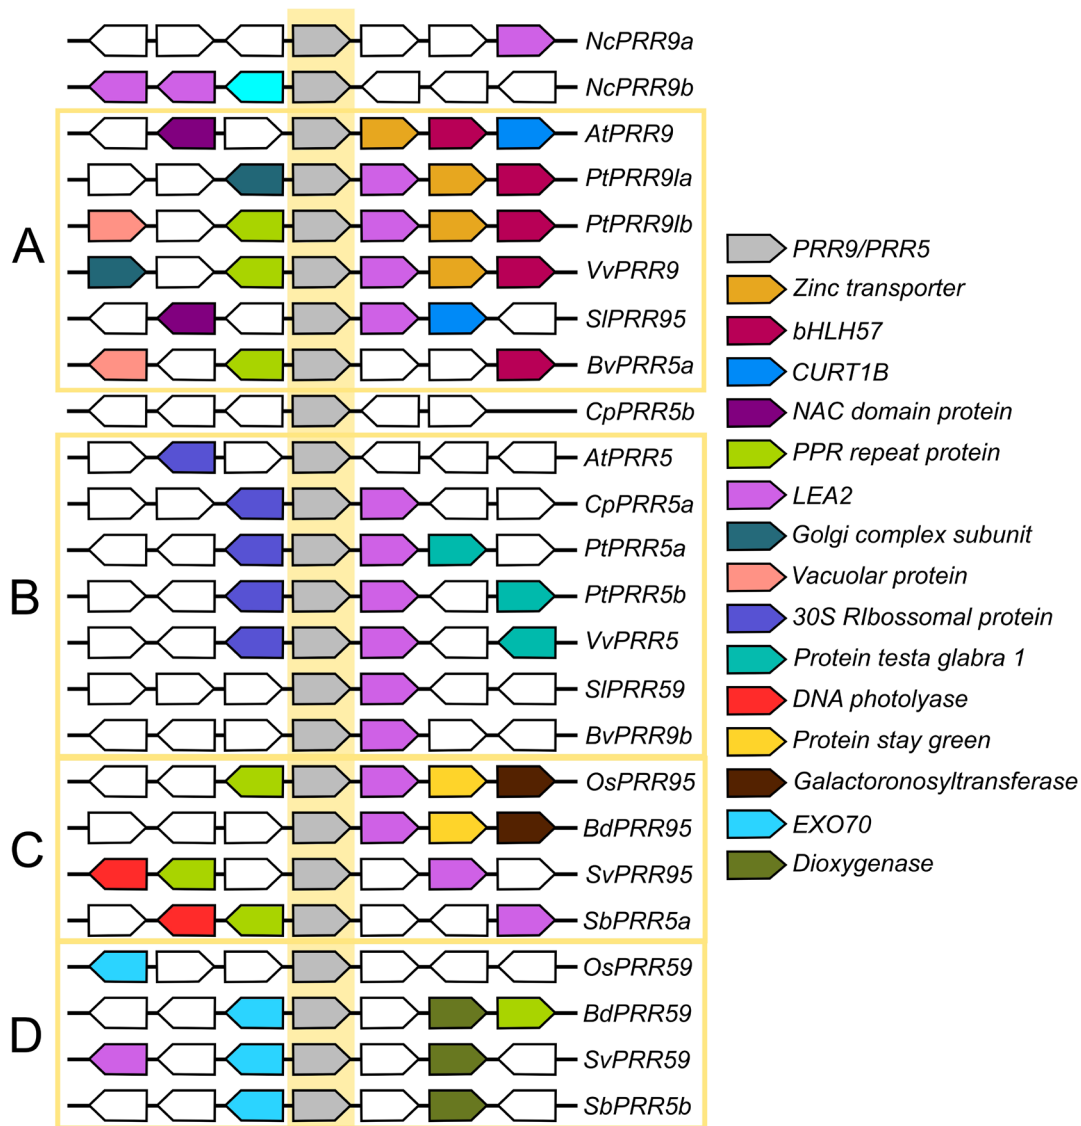 NcPRR9a
NcPRR9b
A
AtPRR9
PtPRR9Ia
PtPRR9Ib
VvPRR9
SlPRR95
BvPRR5a
CpPRR5b
B
AtPRR5
CpPRR5a
PtPRR5a
PtPRR5b
VvPRR5
SlPRR59
BvPRR9b
C
OsPRR95
BdPRR95
SvPRR95
SbPRR5a
D
OsPRR59
BdPRR59
SvPRR59
SbPRR5b
PRR9/PRR5
Zinc transporter
bHLH57
CURT1B
NAC domain protein
PPR repeat protein
LEA2
Golgi complex subunit
Vacuolar protein
30S RIbossomal protein
Protein testa glabra 1
DNA photolyase
Protein stay green
Galactoronosyltransferase
EXO70
Dioxygenase